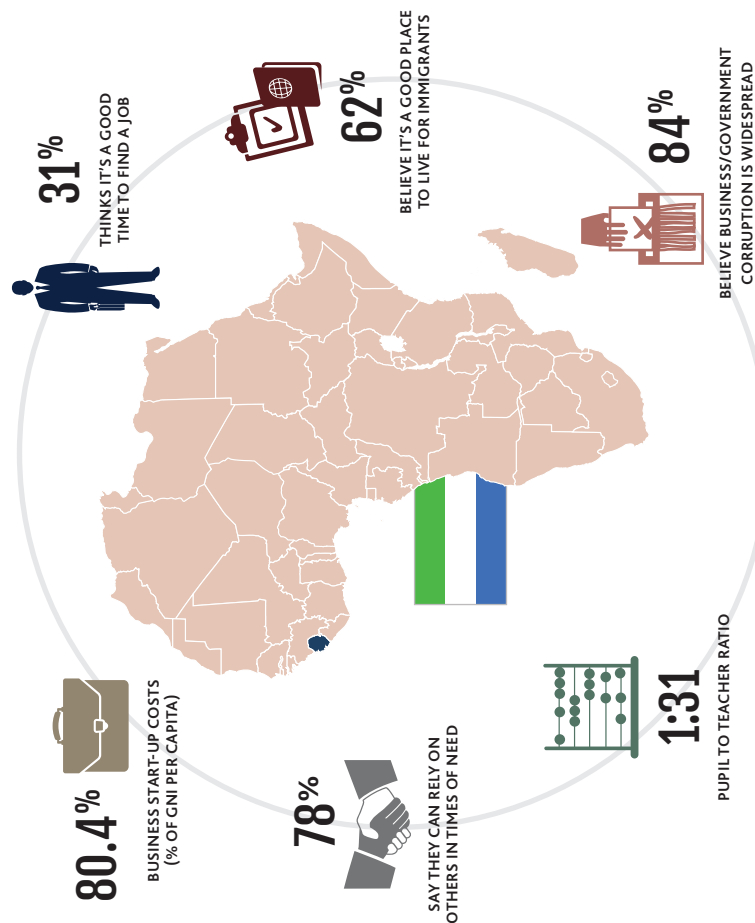 80.4%
BUSINESS START-UP COSTS
(% OF GNI PER CAPITA)
31%
THINKS IT'S A GOOD
TIME TO FIND A JOB
78%
SAY THEY CAN RELY ON
OTHERS IN TIMES OF NEED
62%
BELIEVE IT'S A GOOD PLACE
TO LIVE FOR IMMIGRANTS
1:31
PUPIL TO TEACHER RATIO
84%
BELIEVE BUSINESS/GOVERNMENT
CORRUPTION IS WIDESPREAD